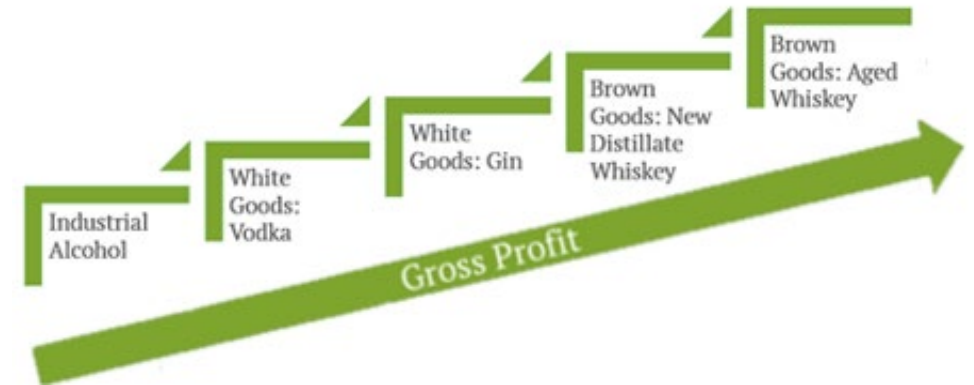 Industrial
Alcohol
White
Goods:
Vodka
White
Goods: Gin
Brown
Goods: New
Distillate
Whiskey
Brown
Goods: Aged
Whiskey
Gross Profit